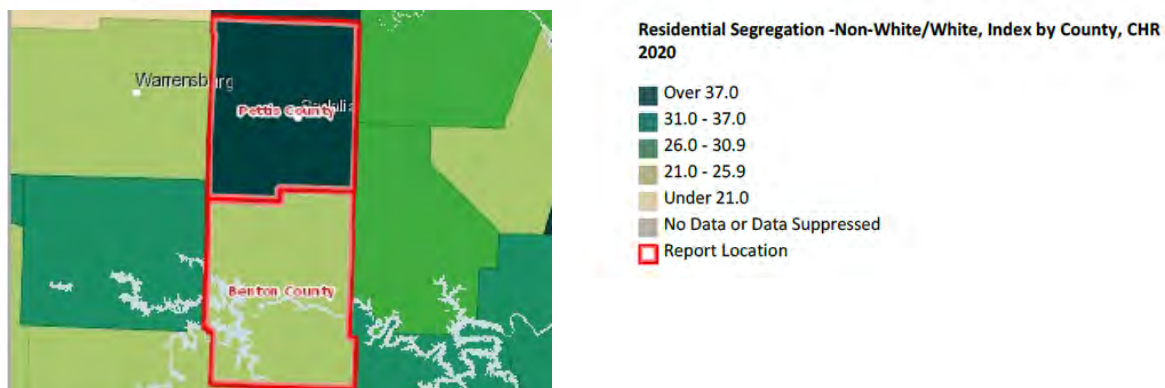 Warrensburg
Pettis County
Benton County
Residential Segregation -Non-White/White, Index by County, CHR
2020
Over 37.0
31.0 - 37.0
26.0 - 30.9
21.0 - 25.9
Under 21.0
No Data or Data Suppressed
Report Location